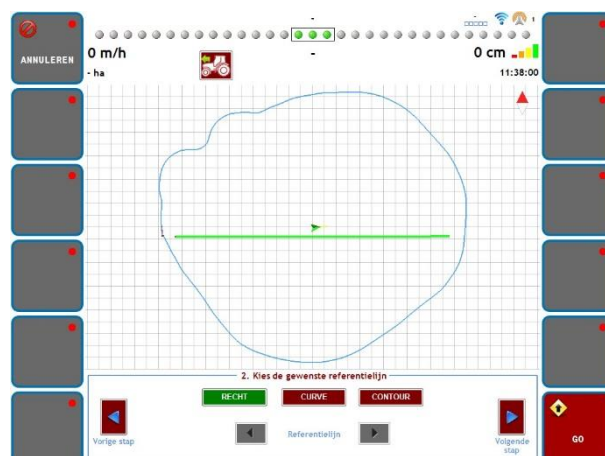 -
1
ANNULEREN
0 m/h
-
0 cm
- ha
11:38:00
2. Kies de gewenste referentielijn
RECHT
CURVE
CONTOUR
Vorige stap
Referentielijn
Volgende stap
GO